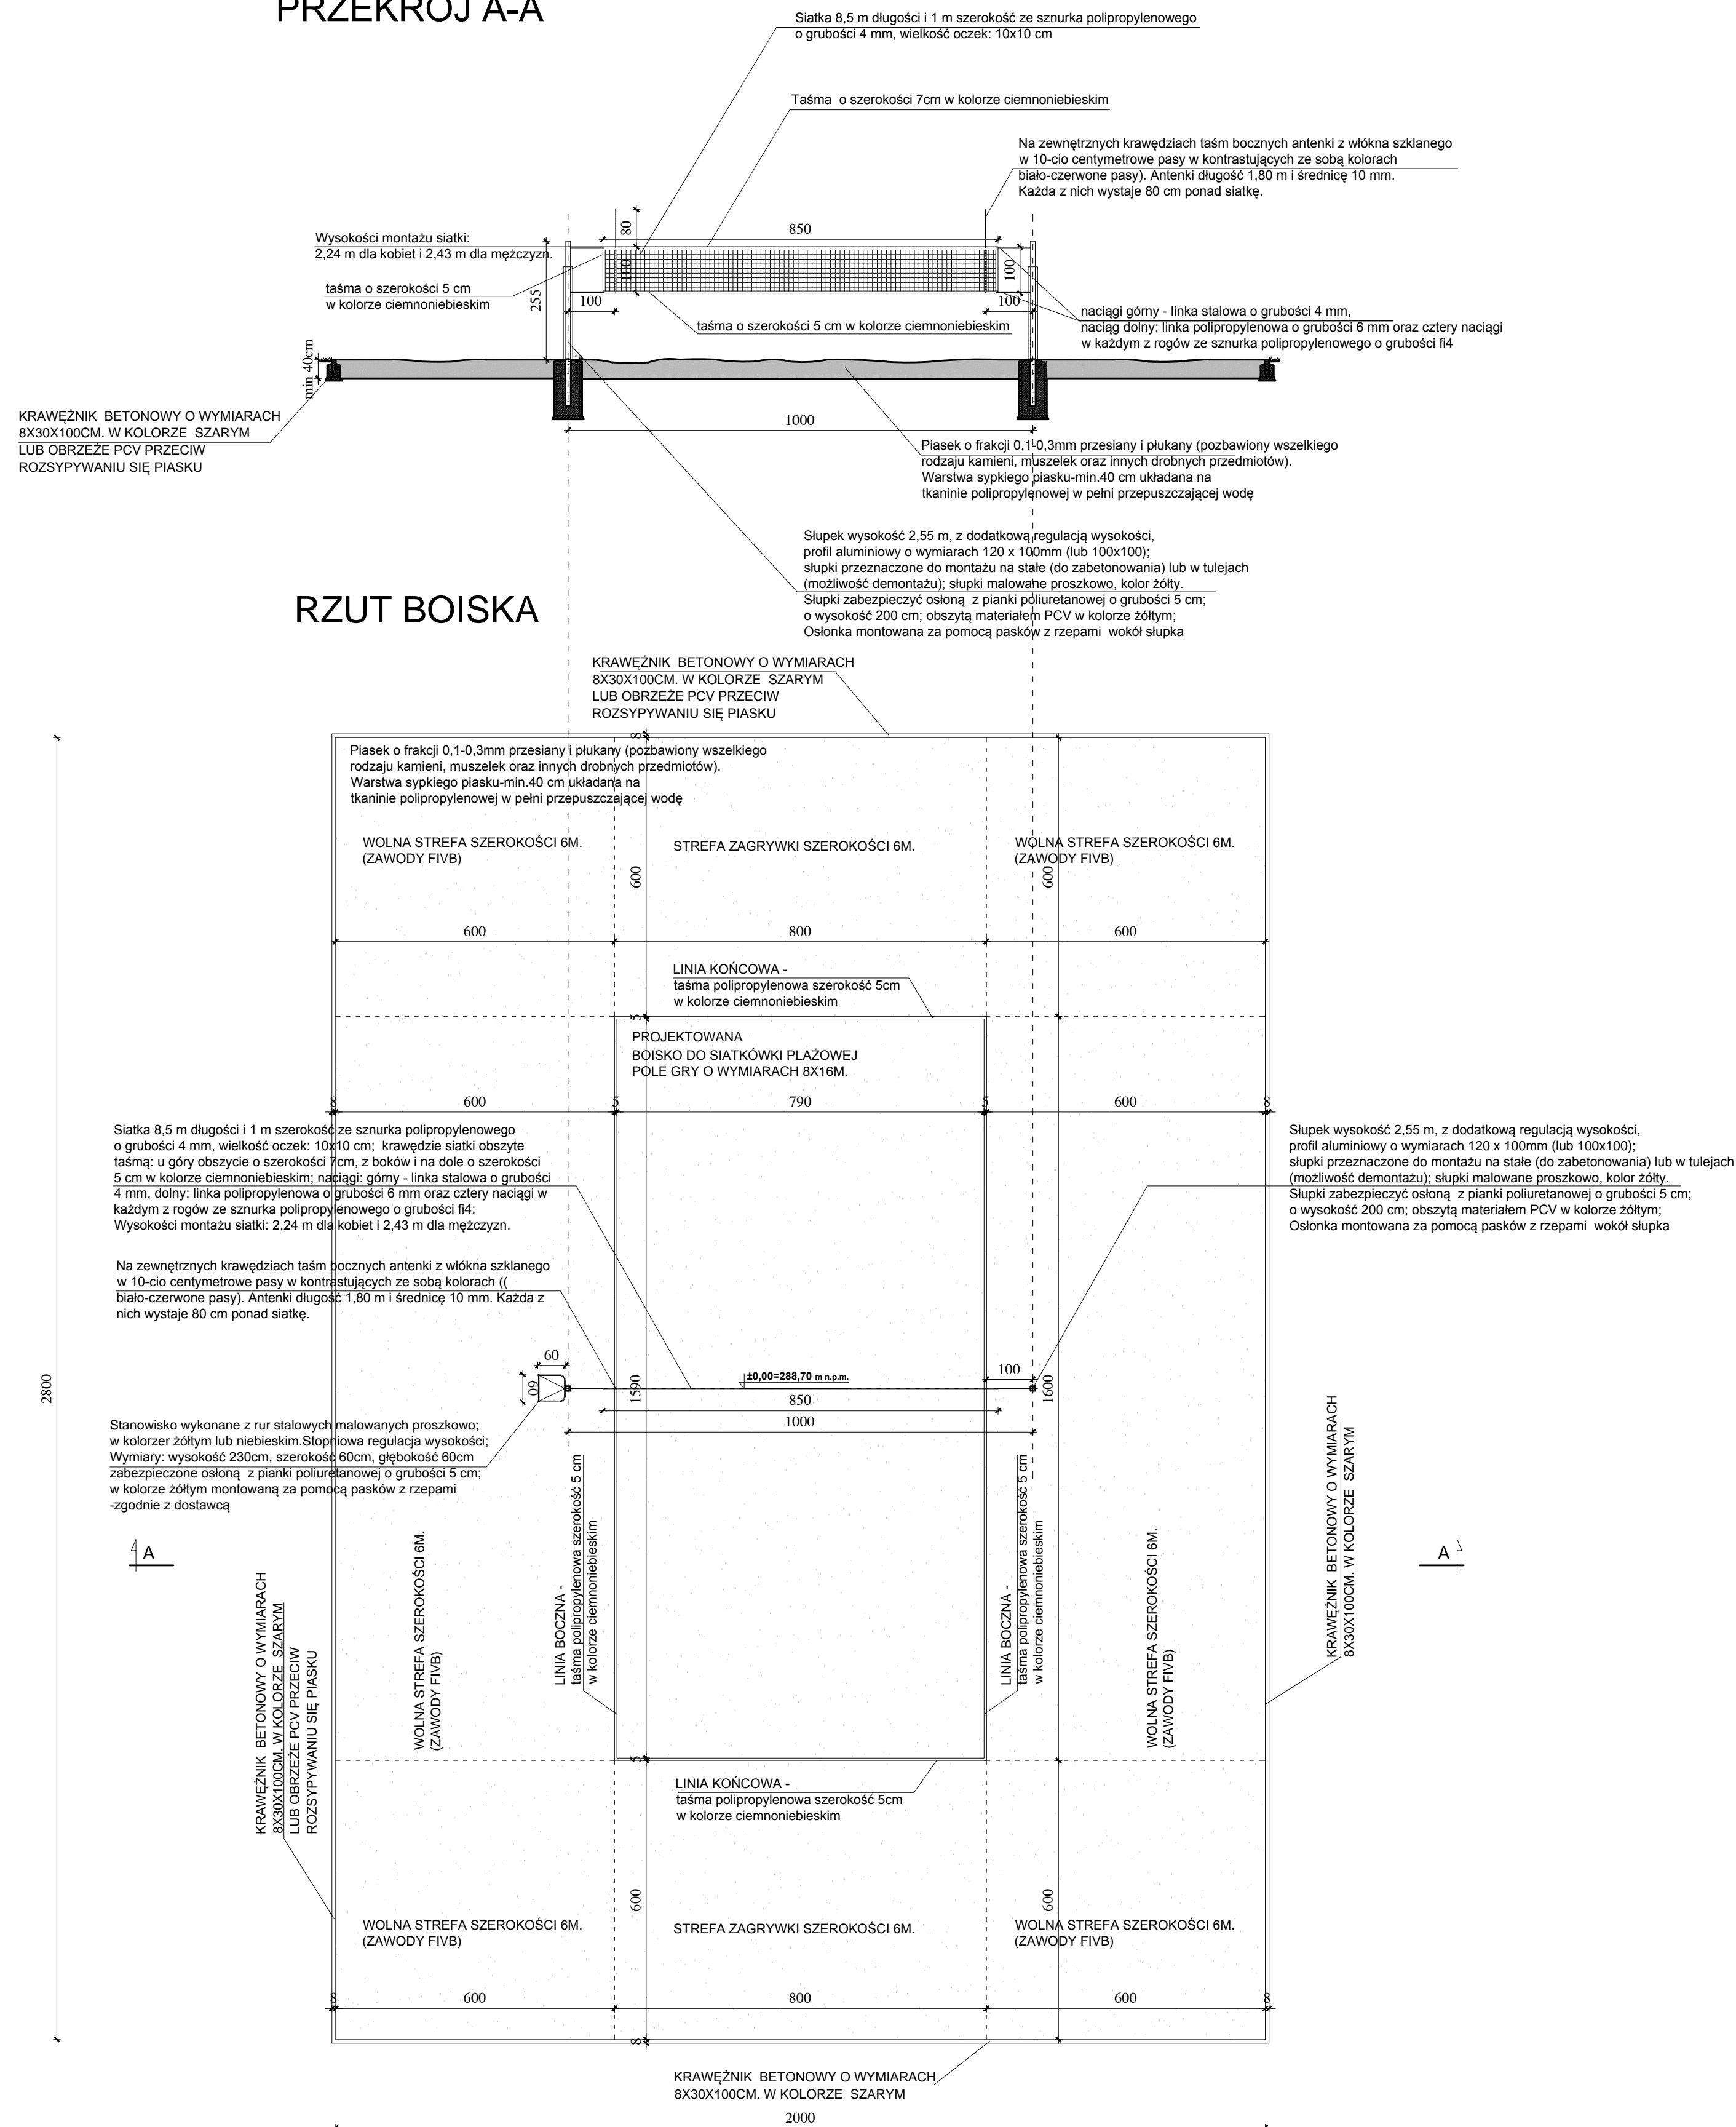 PRZEKRÓJ A-A
Siatka 8,5 m długości i 1 m szerokość ze sznurka polipropylenowego
o grubości 4 mm, wielkość oczek: 10x10 cm
Taśma o szerokości 7cm w kolorze ciemnoniebieskim
Na zewnętrznych krawędziach taśm bocznych antenki z włókna szklanego
w 10-cio centymetrowe pasy w kontrastujących ze sobą kolorach
biało-czerwone pasy). Antenki długość 1,80 m i średnicę 10 mm.
Każda z nich wystaje 80 cm ponad siatkę.
80
850
Wysokości montażu siatki:
2,24 m dla kobiet i 2,43 m dla mężczyzn.
100
100
taśma o szerokości 5 cm
w kolorze ciemnoniebieskim
255
100
100
taśma o szerokości 5 cm w kolorze ciemnoniebieskim
naciągi górny - linka stalowa o grubości 4 mm,
naciąg dolny: linka polipropylenowa o grubości 6 mm oraz cztery naciągi
w każdym z rogów ze sznurka polipropylenowego o grubości fi4
min 40cm
KRAWĘŻNIK BETONOWY O WYMIARACH
8X30X100CM. W KOLORZE SZARYM
LUB OBRZEŻE PCV PRZECIW
ROZSYPYWANIU SIĘ PIASKU
1000
Piasek o frakcji 0,1-0,3mm przesiany i płukany (pozbawiony wszelkiego
rodzaju kamieni, muszelek oraz innych drobnych przedmiotów).
Warstwa sypkiego piasku-min.40 cm układana na
tkaninie polipropylenowej w pełni przepuszczającej wodę
Słupek wysokość 2,55 m, z dodatkową regulacją wysokości,
profil aluminiowy o wymiarach 120 x 100mm (lub 100x100);
słupki przeznaczone do montażu na stałe (do zabetonowania) lub w tulejach
(możliwość demontażu); słupki malowane proszkowo, kolor żółty.
Słupki zabezpieczyć osłoną z pianki poliuretanowej o grubości 5 cm;
o wysokość 200 cm; obszytą materiałem PCV w kolorze żółtym;
Osłonka montowana za pomocą pasków z rzepami wokół słupka
RZUT BOISKA
KRAWĘŻNIK BETONOWY O WYMIARACH
8X30X100CM. W KOLORZE SZARYM
LUB OBRZEŻE PCV PRZECIW
ROZSYPYWANIU SIĘ PIASKU
8
Piasek o frakcji 0,1-0,3mm przesiany i płukany (pozbawiony wszelkiego
rodzaju kamieni, muszelek oraz innych drobnych przedmiotów).
Warstwa sypkiego piasku-min.40 cm układana na
tkaninie polipropylenowej w pełni przepuszczającej wodę
WOLNA STREFA SZEROKOŚCI 6M.
(ZAWODY FIVB)
STREFA ZAGRYWKI SZEROKOŚCI 6M.
WOLNA STREFA SZEROKOŚCI 6M.
(ZAWODY FIVB)
600
600
600
800
600
LINIA KOŃCOWA -
taśma polipropylenowa szerokość 5cm
w kolorze ciemnoniebieskim
5
PROJEKTOWANA
BOISKO DO SIATKÓWKI PLAŻOWEJ
POLE GRY O WYMIARACH 8X16M.
8
600
5
790
5
600
8
Siatka 8,5 m długości i 1 m szerokość ze sznurka polipropylenowego
o grubości 4 mm, wielkość oczek: 10x10 cm; krawędzie siatki obszyte
taśmą: u góry obszycie o szerokości 7cm, z boków i na dole o szerokości
5 cm w kolorze ciemnoniebieskim; naciągi: górny - linka stalowa o grubości
4 mm, dolny: linka polipropylenowa o grubości 6 mm oraz cztery naciągi w
każdym z rogów ze sznurka polipropylenowego o grubości fi4;
Wysokości montażu siatki: 2,24 m dla kobiet i 2,43 m dla mężczyzn.
Słupek wysokość 2,55 m, z dodatkową regulacją wysokości,
profil aluminiowy o wymiarach 120 x 100mm (lub 100x100);
słupki przeznaczone do montażu na stałe (do zabetonowania) lub w tulejach
(możliwość demontażu); słupki malowane proszkowo, kolor żółty.
Słupki zabezpieczyć osłoną z pianki poliuretanowej o grubości 5 cm;
o wysokość 200 cm; obszytą materiałem PCV w kolorze żółtym;
Osłonka montowana za pomocą pasków z rzepami wokół słupka
Na zewnętrznych krawędziach taśm bocznych antenki z włókna szklanego
w 10-cio centymetrowe pasy w kontrastujących ze sobą kolorach ((
biało-czerwone pasy). Antenki długość 1,80 m i średnicę 10 mm. Każda z
nich wystaje 80 cm ponad siatkę.
60
60
1590
±0,00=288,70 m n.p.m.
100
1600
850
1000
2800
Stanowisko wykonane z rur stalowych malowanych proszkowo;
w kolorzer żółtym lub niebieskim.Stopniowa regulacja wysokości;
Wymiary: wysokość 230cm, szerokość 60cm, głębokość 60cm
zabezpieczone osłoną z pianki poliuretanowej o grubości 5 cm;
w kolorze żółtym montowaną za pomocą pasków z rzepami
-zgodnie z dostawcą
A
A
KRAWĘŻNIK BETONOWY O WYMIARACH
8X30X100CM. W KOLORZE SZARYM
LUB OBRZEŻE PCV PRZECIW
ROZSYPYWANIU SIĘ PIASKU
WOLNA STREFA SZEROKOŚCI 6M.
(ZAWODY FIVB)
LINIA BOCZNA -
taśma polipropylenowa szerokość 5 cm
w kolorze ciemnoniebieskim
LINIA BOCZNA -
taśma polipropylenowa szerokość 5 cm
w kolorze ciemnoniebieskim
WOLNA STREFA SZEROKOŚCI 6M.
(ZAWODY FIVB)
KRAWĘŻNIK BETONOWY O WYMIARACH
8X30X100CM. W KOLORZE SZARYM
5
LINIA KOŃCOWA -
taśma polipropylenowa szerokość 5cm
w kolorze ciemnoniebieskim
600
600
WOLNA STREFA SZEROKOŚCI 6M.
(ZAWODY FIVB)
STREFA ZAGRYWKI SZEROKOŚCI 6M.
WOLNA STREFA SZEROKOŚCI 6M.
(ZAWODY FIVB)
8
600
800
600
8
8
KRAWĘŻNIK BETONOWY O WYMIARACH
8X30X100CM. W KOLORZE SZARYM
2000